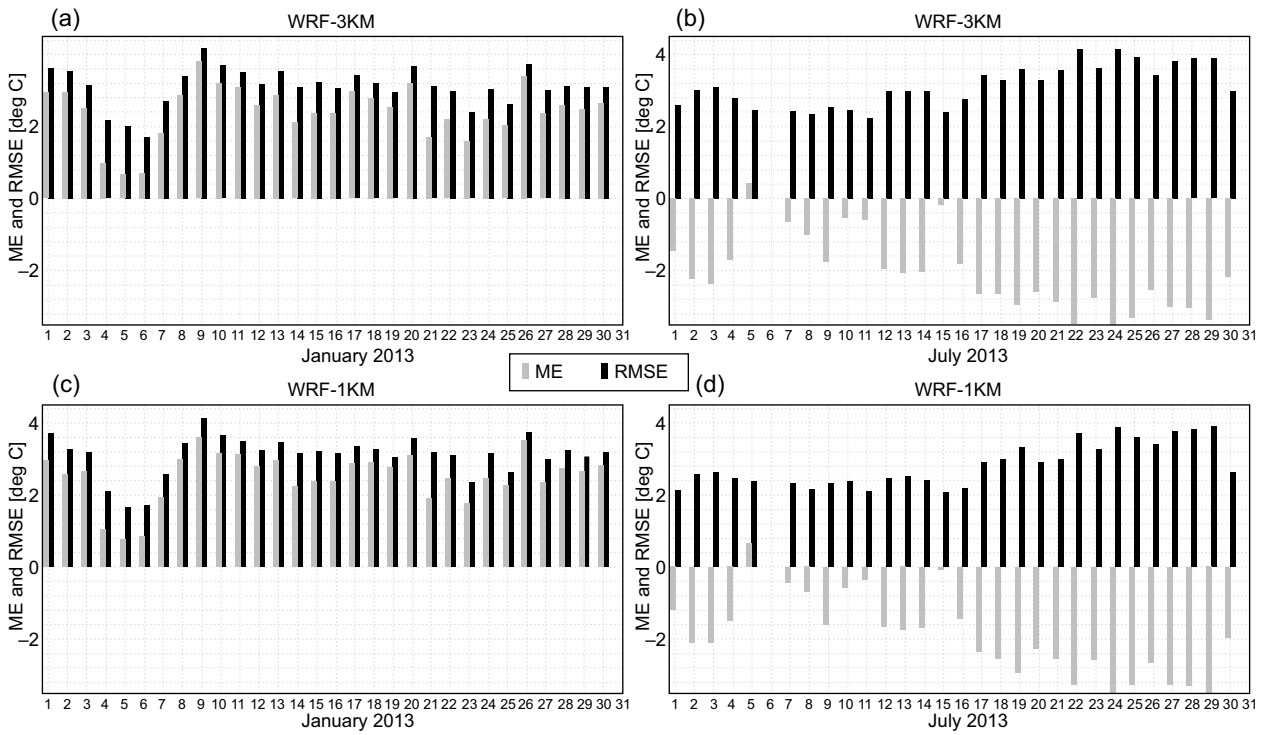 (a) WRF-3KM
ME and RMSE [deg C]
2
0
–2
1 2 3 4 5 6 7 8 9 10 11 12 13 14 15 16 17 18 19 20 21 22 23 24 25 26 27 28 29 30 31
January 2013
(b) WRF-3KM
ME and RMSE [deg C]
4
2
0
–2
1 2 3 4 5 6 7 8 9 10 11 12 13 14 15 16 17 18 19 20 21 22 23 24 25 26 27 28 29 30 31
July 2013
ME RMSE
(c) WRF-1KM
ME and RMSE [deg C]
4
2
0
–2
1 2 3 4 5 6 7 8 9 10 11 12 13 14 15 16 17 18 19 20 21 22 23 24 25 26 27 28 29 30 31
January 2013
(d) WRF-1KM
ME and RMSE [deg C]
4
2
0
–2
1 2 3 4 5 6 7 8 9 10 11 12 13 14 15 16 17 18 19 20 21 22 23 24 25 26 27 28 29 30 31
July 2013